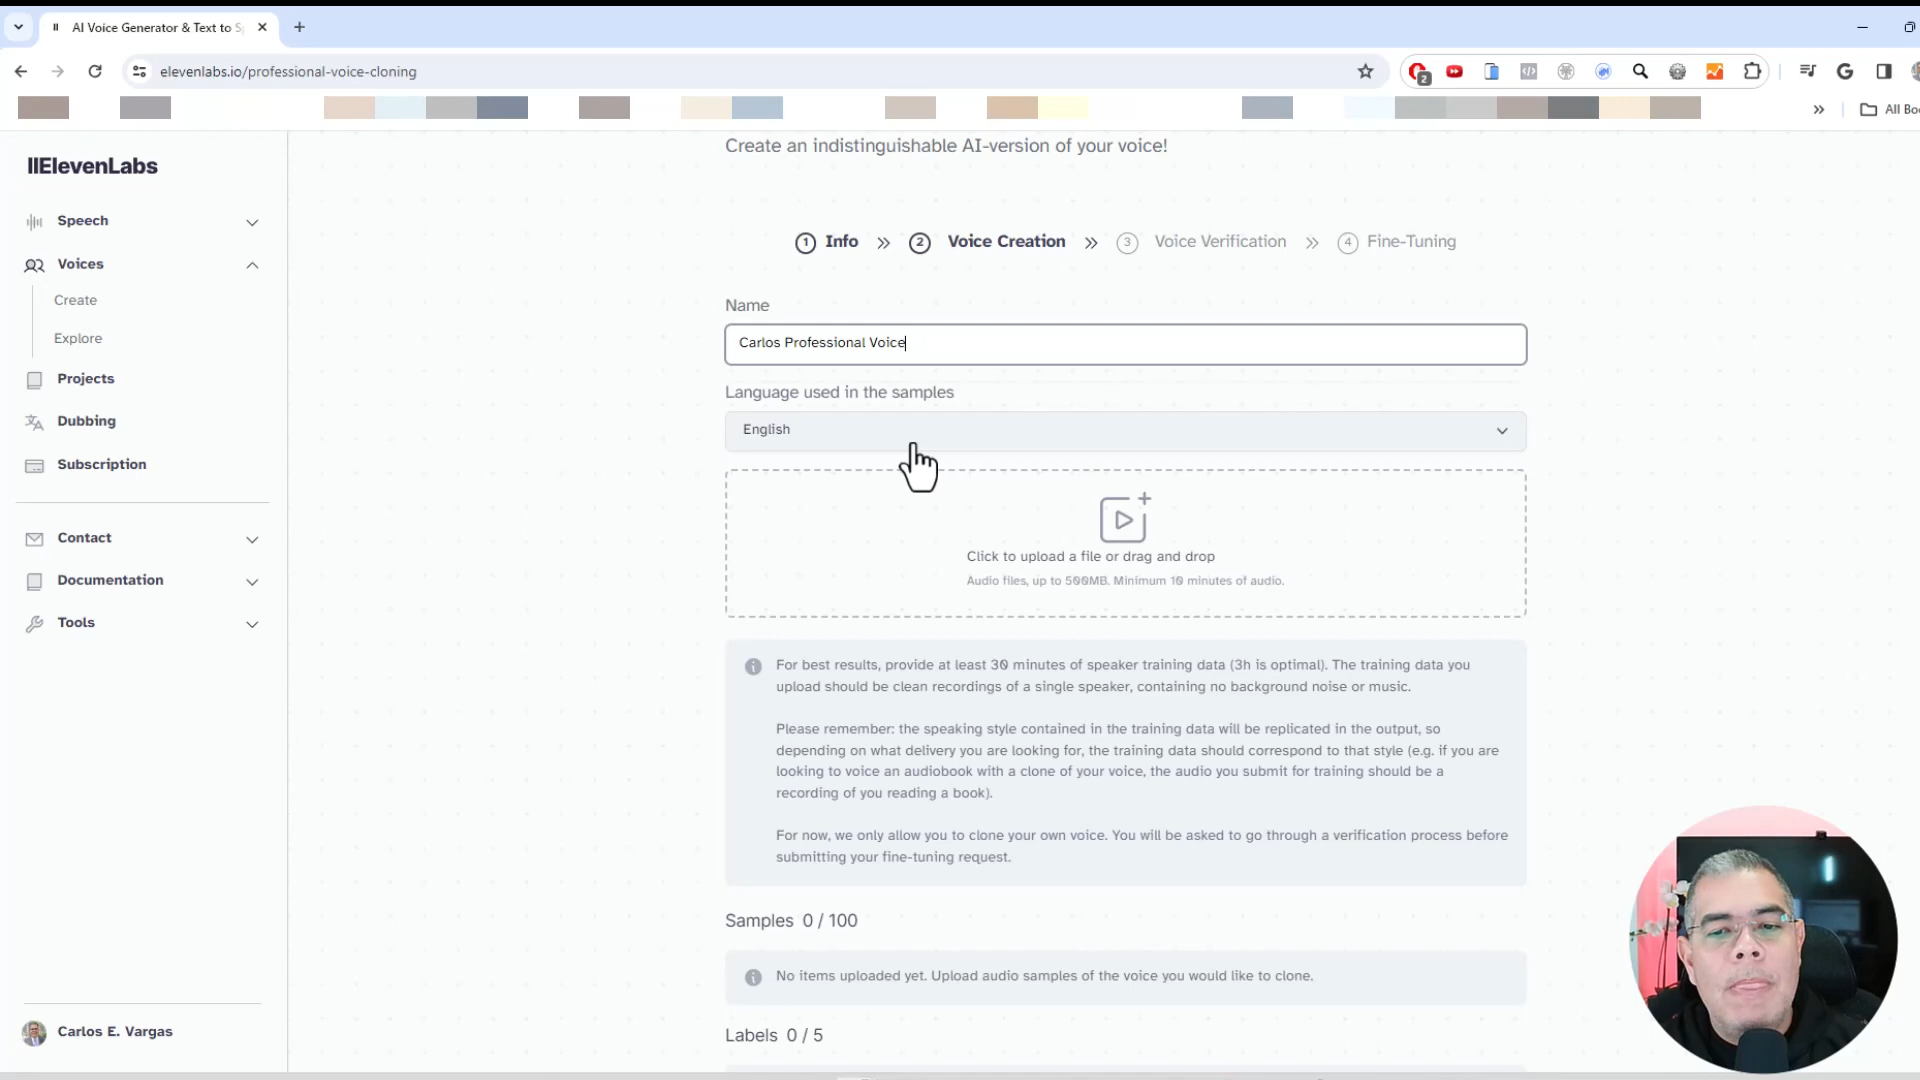 AI Voice Generator & Text to S
elevenlabs.io/professional-voice-cloning
2
All Bo
IIElevenLabs
Speech
Voices
Create
Explore
Projects
Dubbing
Subscription
Contact
Documentation
Tools
Carlos E. Vargas
Create an indistinguishable AI-version of your voice!
1 Info » 2 Voice Creation » 3 Voice Verification » 4 Fine-Tuning
Name
Carlos Professional Voice
Language used in the samples
English
Click to upload a file or drag and drop
Audio files, up to 500MB. Minimum 10 minutes of audio.
For best results, provide at least 30 minutes of speaker training data (3h is optimal). The training data you
upload should be clean recordings of a single speaker, containing no background noise or music.
Please remember: the speaking style contained in the training data will be replicated in the output, so
depending on what delivery you are looking for, the training data should correspond to that style (e.g. if you are
looking to voice an audiobook with a clone of your voice, the audio you submit for training should be a
recording of you reading a book).
For now, we only allow you to clone your own voice. You will be asked to go through a verification process before
submitting your fine-tuning request.
Samples 0 / 100
No items uploaded yet. Upload audio samples of the voice you would like to clone.
Labels 0 / 5